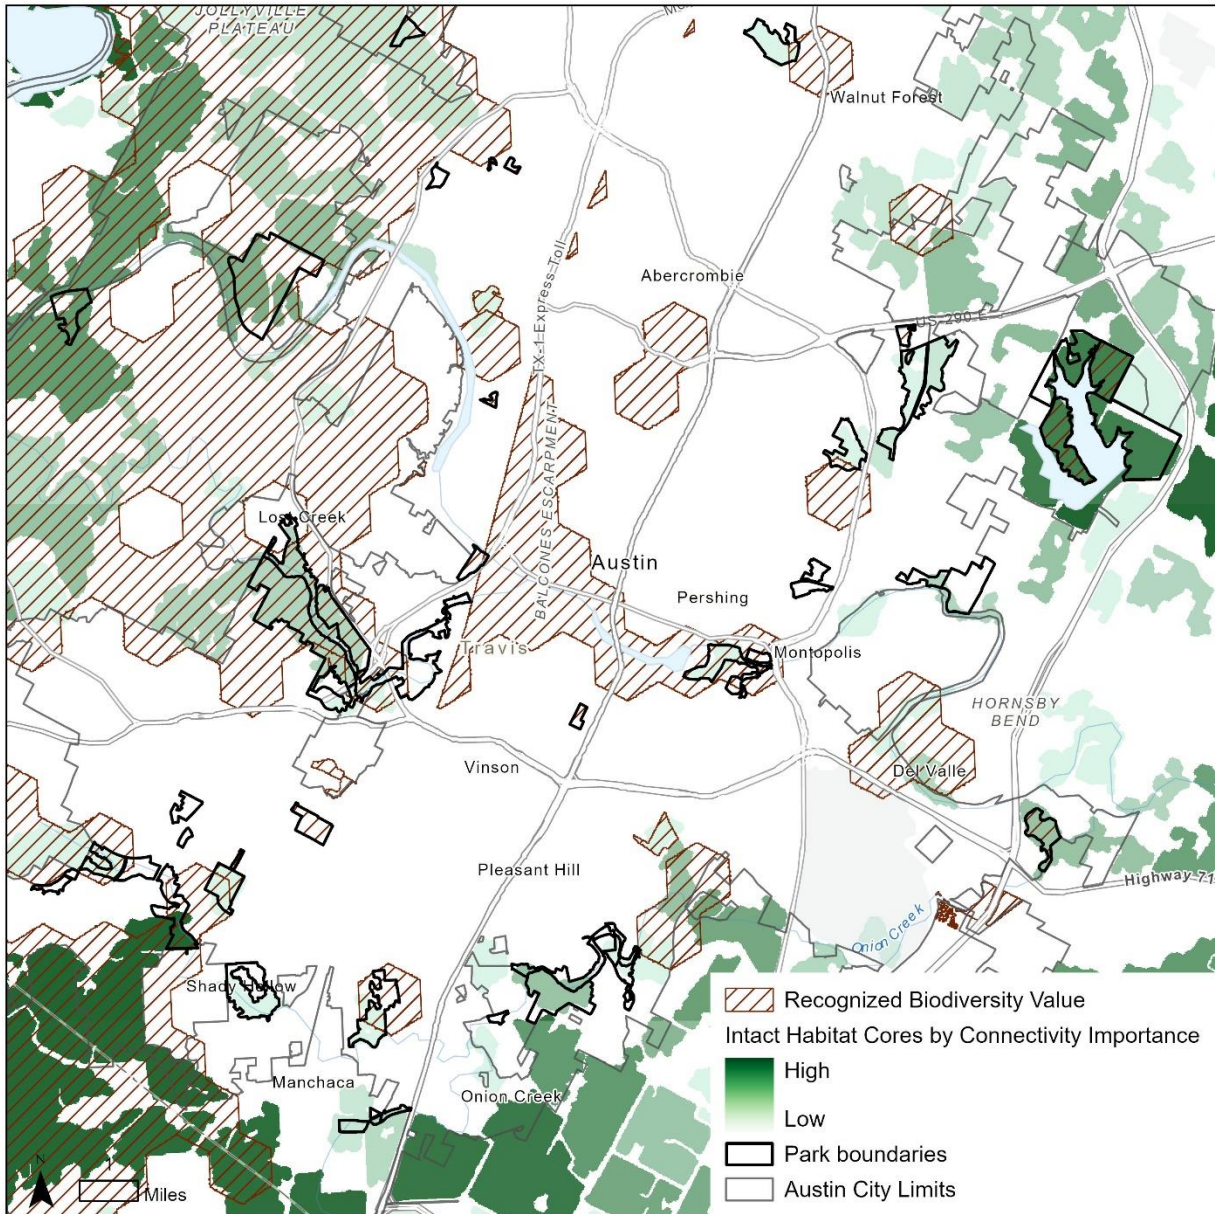 JOLLYVILLE
PLATEAU
Walnut Forest
Abercrombie
TX-1 Express Toll
US-290 E
BALCONES ESCARPMENT
Lost Creek
Austin
Pershing
Travis
Montopolis
HORNSBY
BEND
Vinson
Del Valle
Pleasant Hill
Highway 71
Onion Creek
Shady Hollow
Manchaca
Onion Creek
N
1
Miles
Recognized Biodiversity Value
Intact Habitat Cores by Connectivity Importance
High
Low
Park boundaries
Austin City Limits